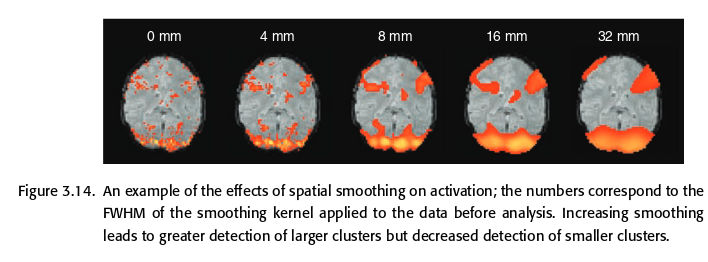 0 mm 4 mm 8 mm 16 mm 32 mm
Figure 3.14. An example of the effects of spatial smoothing on activation; the numbers correspond to the
FWHM of the smoothing kernel applied to the data before analysis. Increasing smoothing
leads to greater detection of larger clusters but decreased detection of smaller clusters.